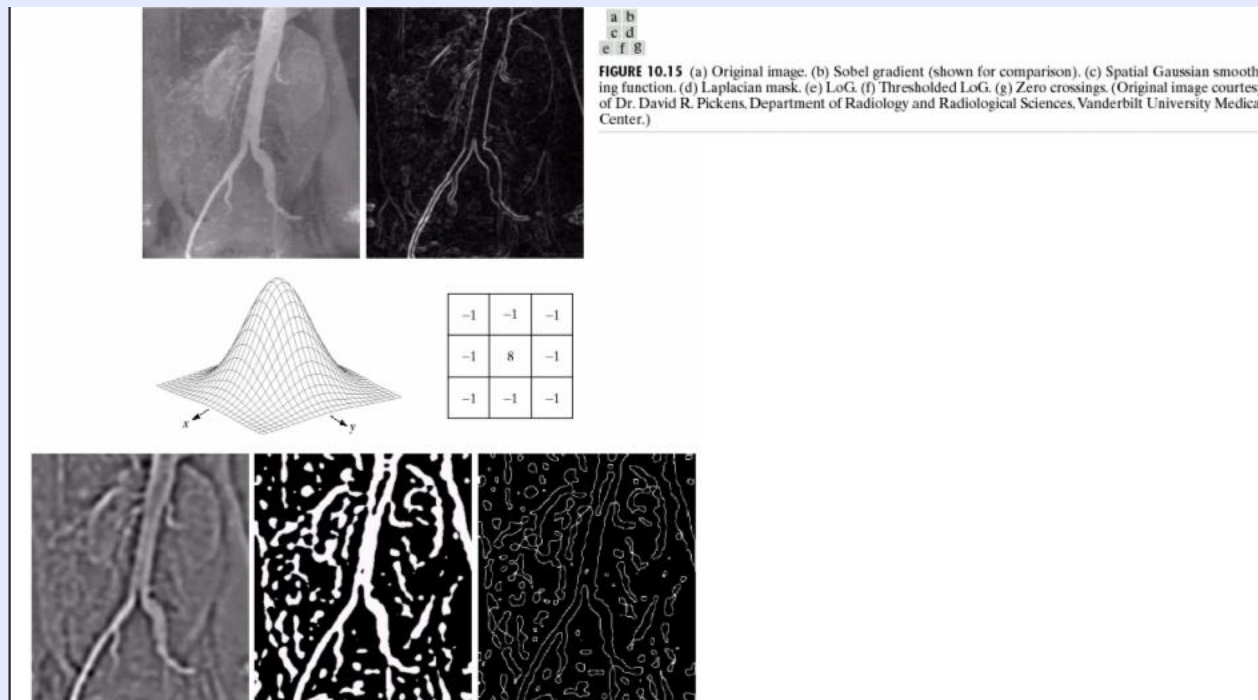 a b
c d
e f g
FIGURE 10.15 (a) Original image. (b) Sobel gradient (shown for comparison). (c) Spatial Gaussian smooth-
ing function. (d) Laplacian mask. (e) LoG. (f) Thresholded LoG. (g) Zero crossings. (Original image courtes
of Dr. David R. Pickens, Department of Radiology and Radiological Sciences, Vanderbilt University Medica
Center.)
−1 −1 −1
−1 8 −1
−1 −1 −1
x y